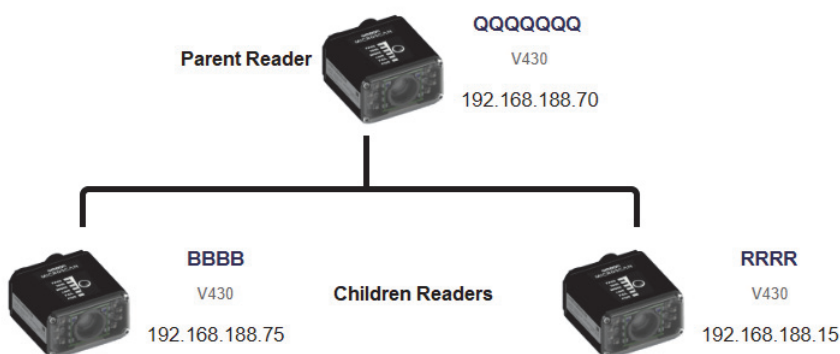 QQQQQQQ
Parent Reader
V430
192.168.188.70
BBBB
V430
192.168.188.75
Children Readers
RRRR
V430
192.168.188.15